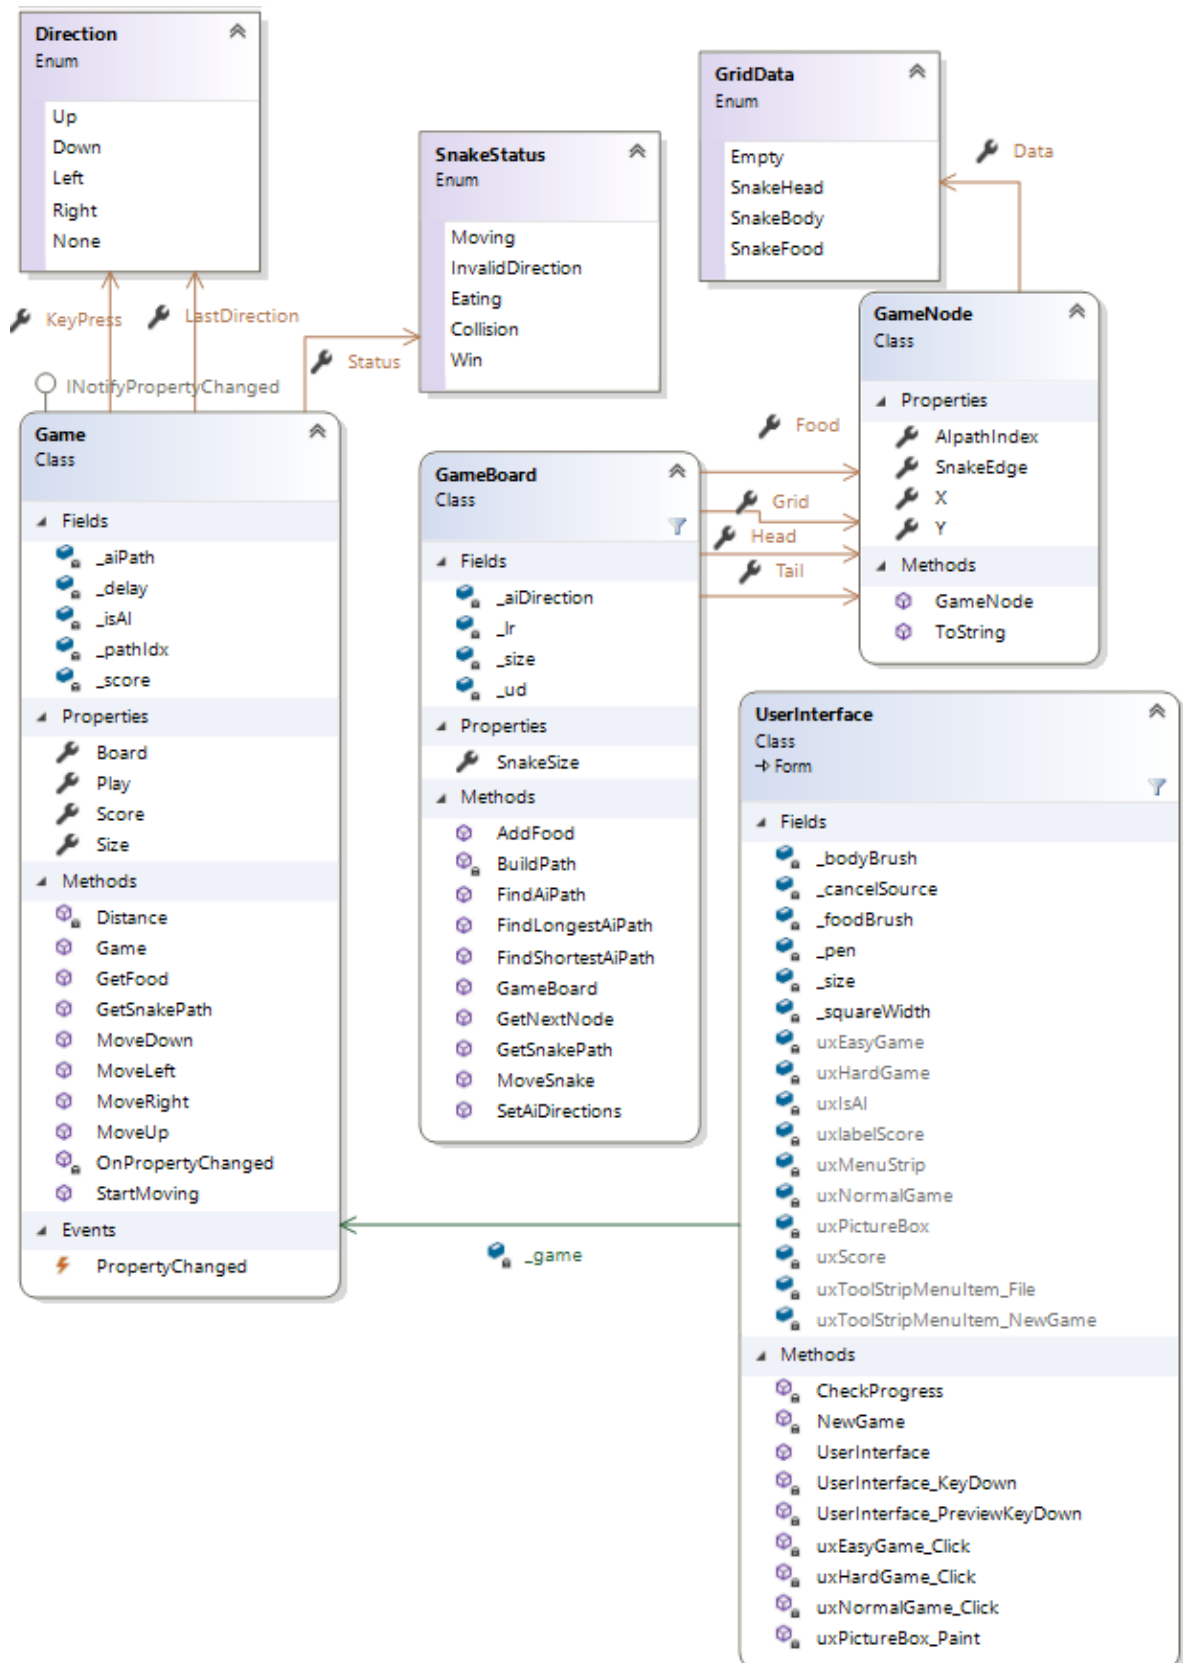 Direction
Enum
Up
Down
Left
Right
None
KeyPress
LastDirection
SnakeStatus
Enum
Moving
InvalidDirection
Eating
Collision
Win
Status
GridData
Enum
Empty
SnakeHead
SnakeBody
SnakeFood
Data
INotifyPropertyChanged
Game
Class
Fields
_aiPath
_delay
_isAI
_pathIdx
_score
Properties
Board
Play
Score
Size
Methods
Distance
Game
GetFood
GetSnakePath
MoveDown
MoveLeft
MoveRight
MoveUp
OnPropertyChanged
StartMoving
Events
PropertyChanged
GameBoard
Class
Fields
_aiDirection
_lr
_size
_ud
Properties
SnakeSize
Methods
AddFood
BuildPath
FindAiPath
FindLongestAiPath
FindShortestAiPath
GameBoard
GetNextNode
GetSnakePath
MoveSnake
SetAiDirections
Food
Grid
Head
Tail
GameNode
Class
Properties
AIpathIndex
SnakeEdge
X
Y
Methods
GameNode
ToString
_game
UserInterface
Class
Form
Fields
_bodyBrush
_cancelSource
_foodBrush
_pen
_size
_squareWidth
uxEasyGame
uxHardGame
uxIsAI
uxlabelScore
uxMenuStrip
uxNormalGame
uxPictureBox
uxScore
uxToolStripMenuItem_File
uxToolStripMenuItem_NewGame
Methods
CheckProgress
NewGame
UserInterface
UserInterface_KeyDown
UserInterface_PreviewKeyDown
uxEasyGame_Click
uxHardGame_Click
uxNormalGame_Click
uxPictureBox_Paint